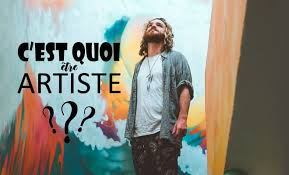 C'EST QUOI
être
ARTISTE
???